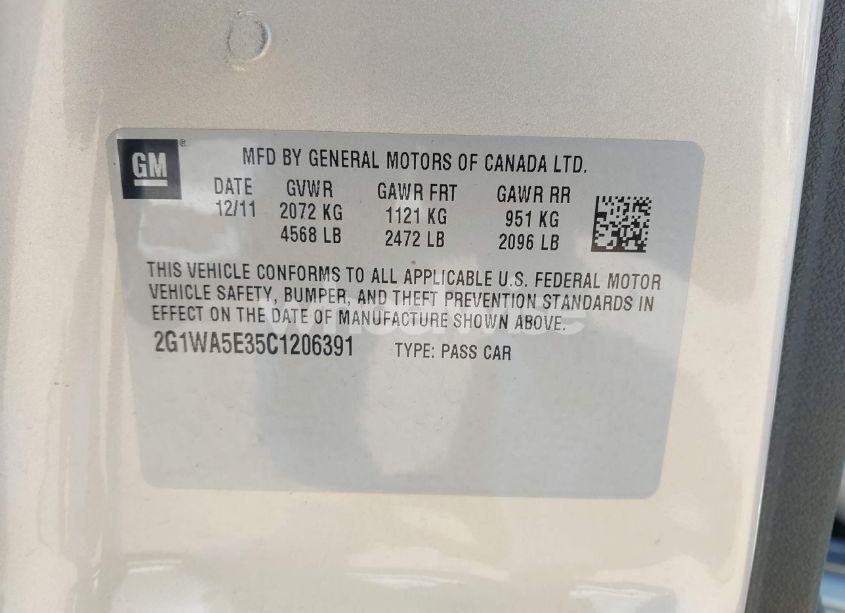 GM
MFD BY GENERAL MOTORS OF CANADA LTD.
DATE GVWR GAWR FRT GAWR RR
12/11 2072 KG 1121 KG 951 KG
4568 LB 2472 LB 2096 LB
THIS VEHICLE CONFORMS TO ALL APPLICABLE U.S. FEDERAL MOTOR
VEHICLE SAFETY, BUMPER, AND THEFT PREVENTION STANDARDS IN
EFFECT ON THE DATE OF MANUFACTURE SHOWN ABOVE.
2G1WA5E35C1206391 TYPE: PASS CAR